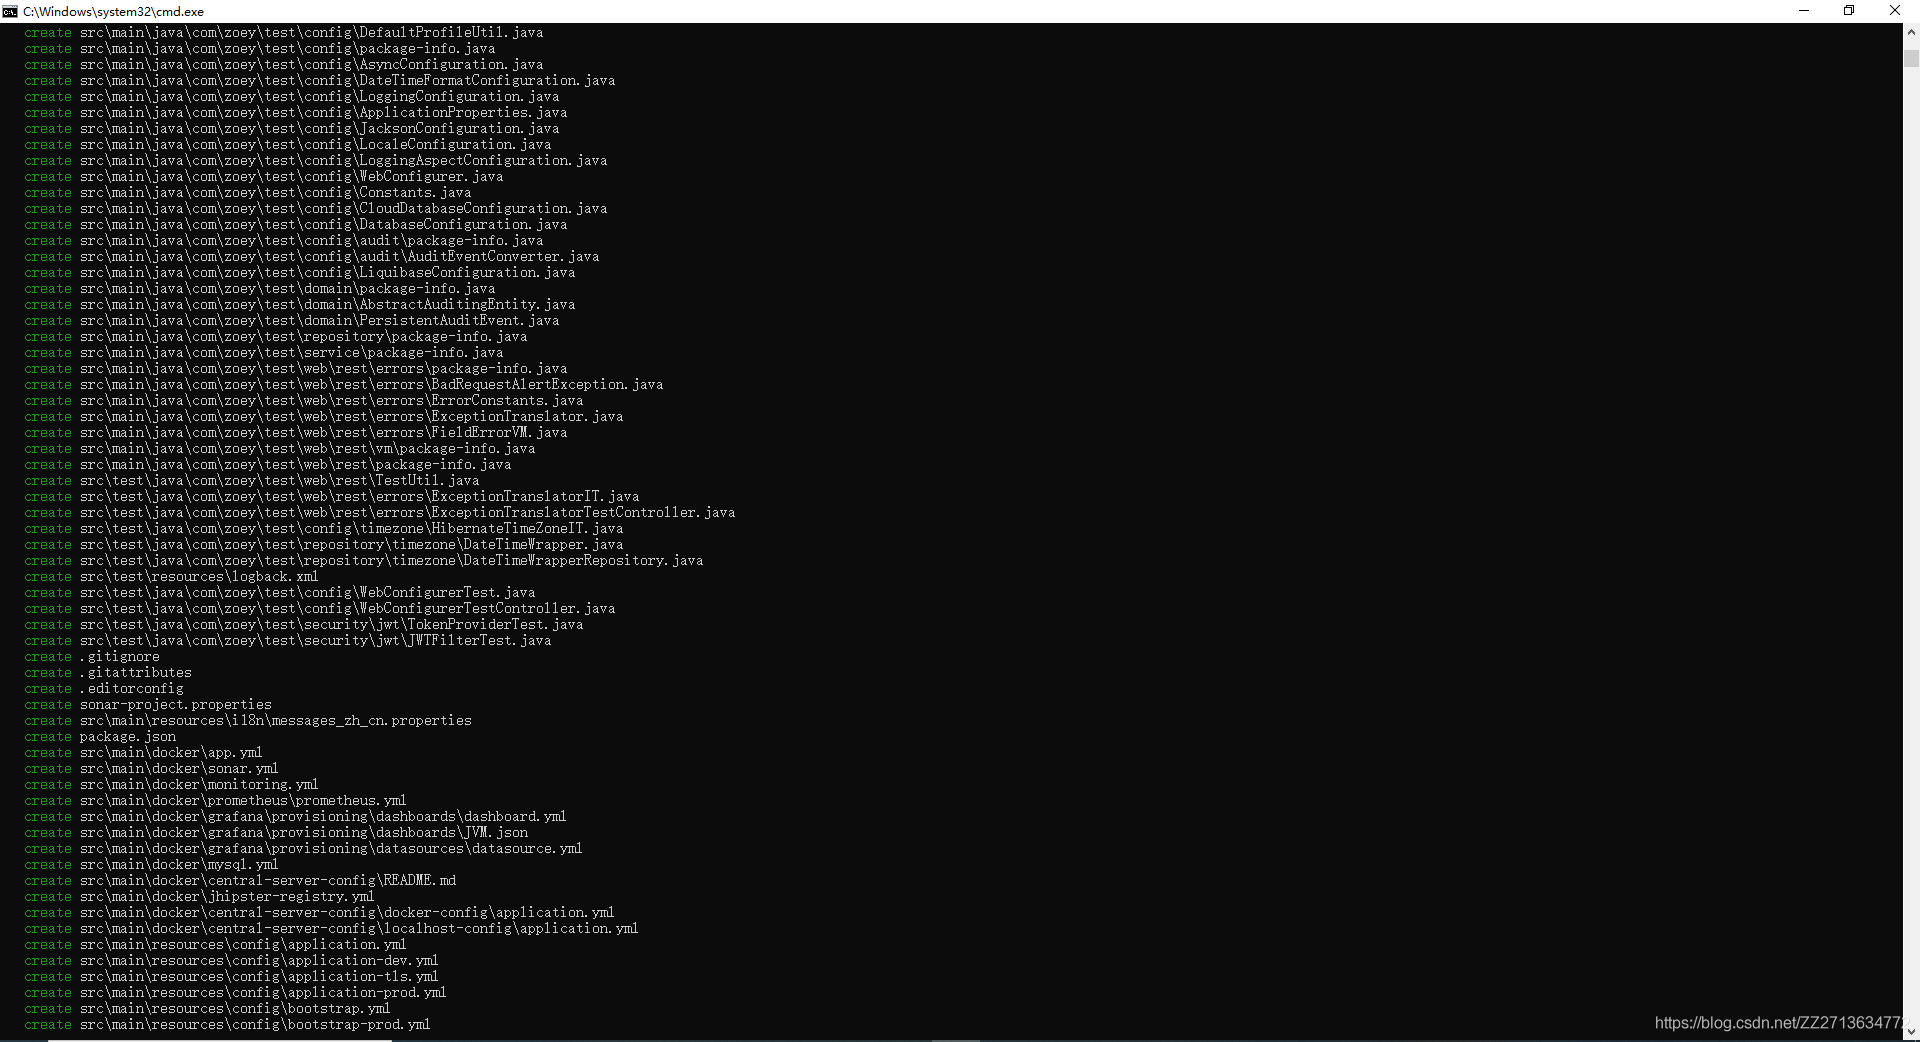 C:\Windows\system32\cmd.exe
create src\main\java\com\zoey\test\config\DefaultProfileUtil.java
create src\main\java\com\zoey\test\config\package-info.java
create src\main\java\com\zoey\test\config\AsyncConfiguration.java
create src\main\java\com\zoey\test\config\DateTimeFormatConfiguration.java
create src\main\java\com\zoey\test\config\LoggingConfiguration.java
create src\main\java\com\zoey\test\config\ApplicationProperties.java
create src\main\java\com\zoey\test\config\JacksonConfiguration.java
create src\main\java\com\zoey\test\config\LocaleConfiguration.java
create src\main\java\com\zoey\test\config\LoggingAspectConfiguration.java
create src\main\java\com\zoey\test\config\WebConfigurer.java
create src\main\java\com\zoey\test\config\Constants.java
create src\main\java\com\zoey\test\config\CloudDatabaseConfiguration.java
create src\main\java\com\zoey\test\config\DatabaseConfiguration.java
create src\main\java\com\zoey\test\config\audit\package-info.java
create src\main\java\com\zoey\test\config\audit\AuditEventConverter.java
create src\main\java\com\zoey\test\config\LiquibaseConfiguration.java
create src\main\java\com\zoey\test\domain\package-info.java
create src\main\java\com\zoey\test\domain\AbstractAuditingEntity.java
create src\main\java\com\zoey\test\domain\PersistentAuditEvent.java
create src\main\java\com\zoey\test\repository\package-info.java
create src\main\java\com\zoey\test\service\package-info.java
create src\main\java\com\zoey\test\web\rest\errors\package-info.java
create src\main\java\com\zoey\test\web\rest\errors\BadRequestAlertException.java
create src\main\java\com\zoey\test\web\rest\errors\ErrorConstants.java
create src\main\java\com\zoey\test\web\rest\errors\ExceptionTranslator.java
create src\main\java\com\zoey\test\web\rest\errors\FieldErrorVM.java
create src\main\java\com\zoey\test\web\rest\vm\package-info.java
create src\main\java\com\zoey\test\web\rest\package-info.java
create src\test\java\com\zoey\test\web\rest\TestUtil.java
create src\test\java\com\zoey\test\web\rest\errors\ExceptionTranslatorIT.java
create src\test\java\com\zoey\test\web\rest\errors\ExceptionTranslatorTestController.java
create src\test\java\com\zoey\test\config\timezone\HibernateTimeZoneIT.java
create src\test\java\com\zoey\test\repository\timezone\DateTimeWrapper.java
create src\test\java\com\zoey\test\repository\timezone\DateTimeWrapperRepository.java
create src\test\resources\logback.xml
create src\test\java\com\zoey\test\config\WebConfigurerTest.java
create src\test\java\com\zoey\test\config\WebConfigurerTestController.java
create src\test\java\com\zoey\test\security\jwt\TokenProviderTest.java
create src\test\java\com\zoey\test\security\jwt\JWTFilterTest.java
create .gitignore
create .gitattributes
create .editorconfig
create sonar-project.properties
create src\main\resources\i18n\messages_zh_cn.properties
create package.json
create src\main\docker\app.yml
create src\main\docker\sonar.yml
create src\main\docker\monitoring.yml
create src\main\docker\prometheus\prometheus.yml
create src\main\docker\grafana\provisioning\dashboards\dashboard.yml
create src\main\docker\grafana\provisioning\dashboards\JVM.json
create src\main\docker\grafana\provisioning\datasources\datasource.yml
create src\main\docker\mysql.yml
create src\main\docker\central-server-config\README.md
create src\main\docker\jhipster-registry.yml
create src\main\docker\central-server-config\docker-config\application.yml
create src\main\docker\central-server-config\localhost-config\application.yml
create src\main\resources\config\application.yml
create src\main\resources\config\application-dev.yml
create src\main\resources\config\application-tls.yml
create src\main\resources\config\application-prod.yml
create src\main\resources\config\bootstrap.yml
create src\main\resources\config\bootstrap-prod.yml
https://blog.csdn.net/ZZ2713634772